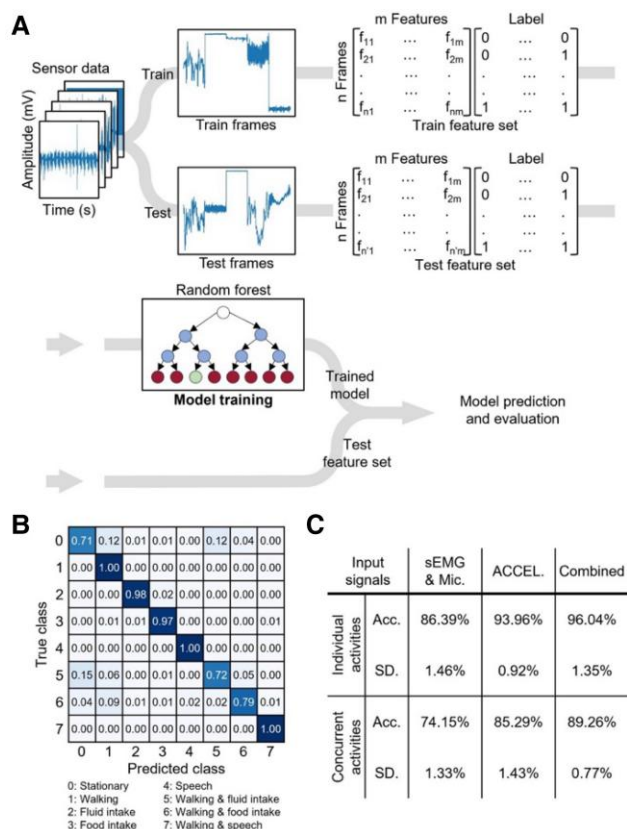 A
Sensor data
Amplitude (mV)
Time (s)
Train
Train frames
Test
Test frames
m Features Label
n Frames
f11 ... f1m 0 ... 0
f21 ... f2m 0 ... 1
. . . .
. . . .
fn1 ... fnm 1 ... 1
Train feature set
m Features Label
n Frames
f11 ... f1m 0 ... 0
f21 ... f2m 0 ... 1
. . . .
. . . .
fn'1 ... fn'm 1 ... 1
Test feature set
Random forest
Model training
Trained
model
Test
feature set
Model prediction
and evaluation
B
True class
0 0.71 0.12 0.01 0.01 0.00 0.12 0.04 0.00
1 0.00 1.00 0.00 0.00 0.00 0.00 0.00 0.00
2 0.00 0.00 0.98 0.02 0.00 0.00 0.00 0.00
3 0.00 0.01 0.01 0.97 0.00 0.00 0.00 0.01
4 0.00 0.00 0.00 0.00 1.00 0.00 0.00 0.00
5 0.15 0.06 0.00 0.00 0.02 0.72 0.05 0.00
6 0.04 0.09 0.01 0.01 0.02 0.02 0.79 0.01
7 0.00 0.00 0.00 0.00 0.00 0.00 0.00 1.00
0 1 2 3 4 5 6 7
Predicted class
0: Stationary 4: Speech
1: Walking 5: Walking & fluid intake
2: Fluid intake 6: Walking & food intake
3: Food intake 7: Walking & speech
C
Input
signals
sEMG
& Mic.
ACCEL.
Combined
Individual
activities
Acc. 86.39% 93.96% 96.04%
SD. 1.46% 0.92% 1.35%
Concurrent
activities
Acc. 74.15% 85.29% 89.26%
SD. 1.33% 1.43% 0.77%